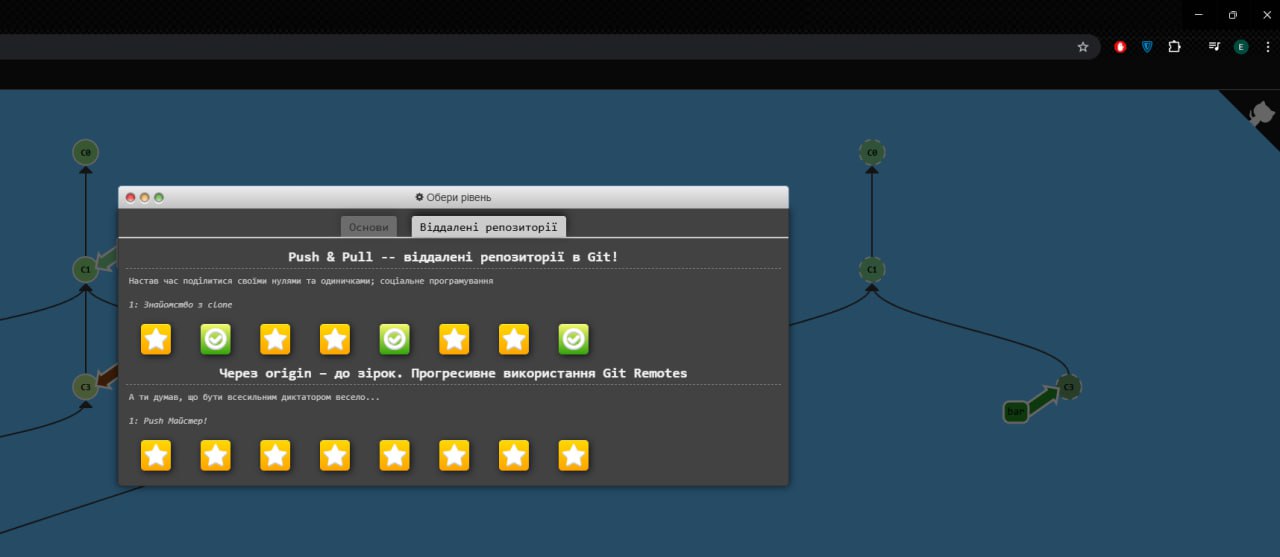 E
C0
C0
Обери рівень
Основи
Віддалені репозиторії
Push & Pull -- віддалені репозиторії в Git!
C1
C1
Настав час поділитися своїми нулями та одиничками; соціальне програмування
1: Знайомство з clone
Через origin – до зірок. Прогресивне використання Git Remotes
C3
C3
А ти думав, що бути всесильним диктатором весело...
bar
1: Push Майстер!